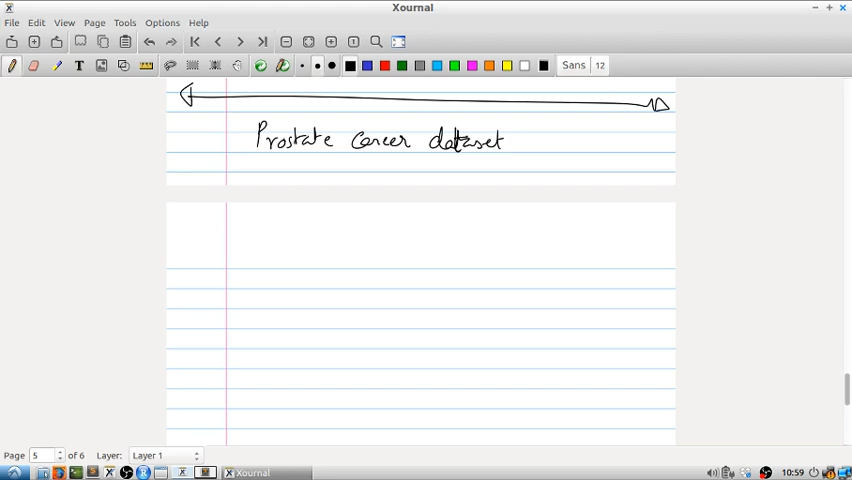 Xournal
File Edit View Page Tools Options Help
Sans 12
Prostate cancer dataset
Page 5 of 6 Layer: Layer 1
Xournal 10:59